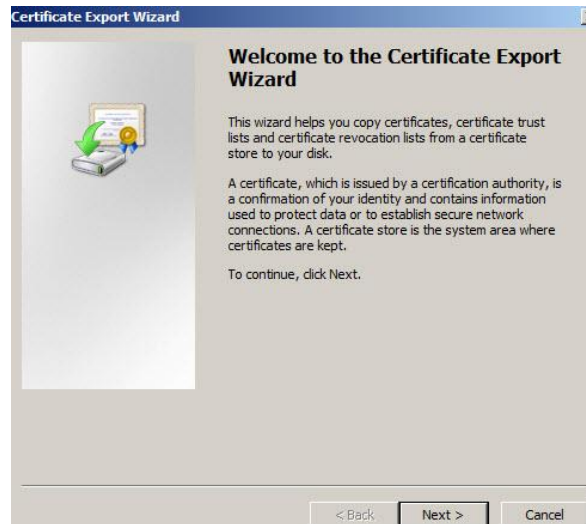 Certificate Export Wizard
Welcome to the Certificate Export
Wizard
This wizard helps you copy certificates, certificate trust
lists and certificate revocation lists from a certificate
store to your disk.
A certificate, which is issued by a certification authority, is
a confirmation of your identity and contains information
used to protect data or to establish secure network
connections. A certificate store is the system area where
certificates are kept.
To continue, click Next.
< Back
Next >
Cancel